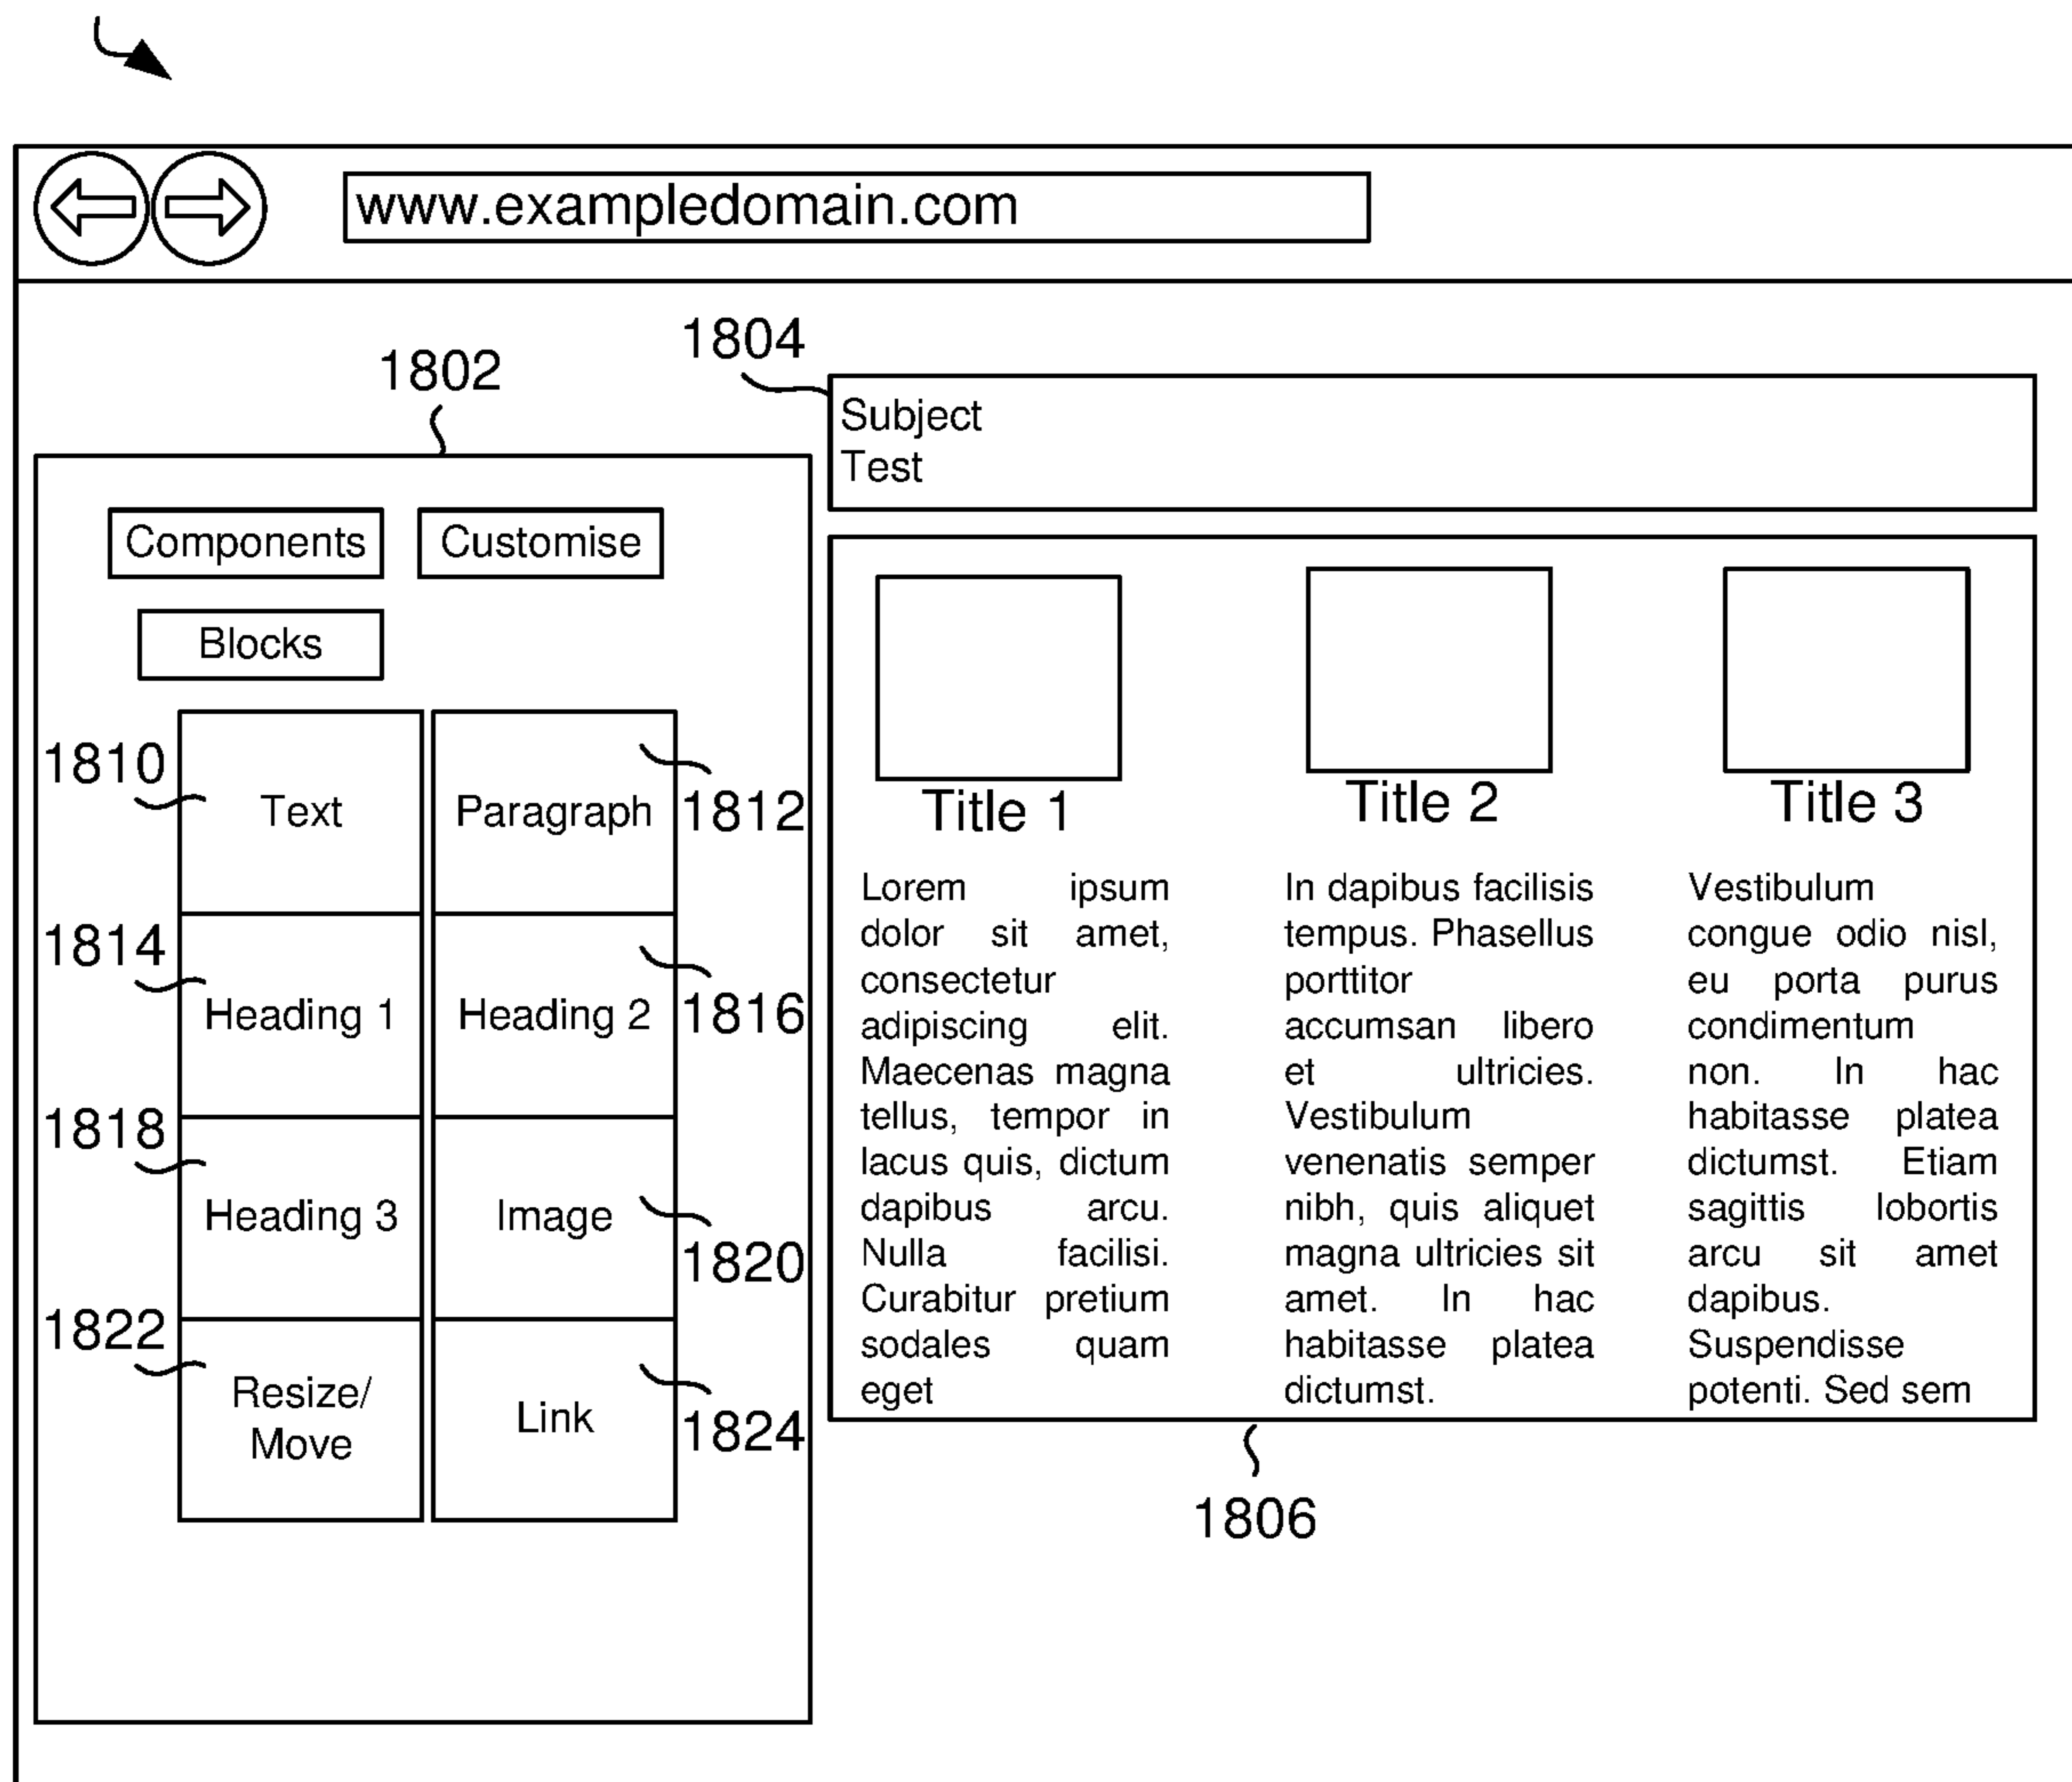 www.exampledomain.com
1802
Components
Customise
Blocks
1810
Text
Paragraph
1812
1814
Heading 1
Heading 2
1816
1818
Heading 3
Image
1820
1822
Resize/
Move
Link
1824
1804
Subject
Test
Title 1
Lorem ipsum
dolor sit amet,
consectetur
adipiscing elit.
Maecenas magna
tellus, tempor in
lacus quis, dictum
dapibus arcu.
Nulla facilisi.
Curabitur pretium
sodales quam
eget
Title 2
In dapibus facilisis
tempus. Phasellus
porttitor
accumsan libero
et ultricies.
Vestibulum
venenatis semper
nibh, quis aliquet
magna ultricies sit
amet. In hac
habitasse platea
dictumst.
Title 3
Vestibulum
congue odio nisl,
eu porta purus
condimentum
non. In hac
habitasse platea
dictumst. Etiam
sagittis lobortis
arcu sit amet
dapibus.
Suspendisse
potenti. Sed sem
1806